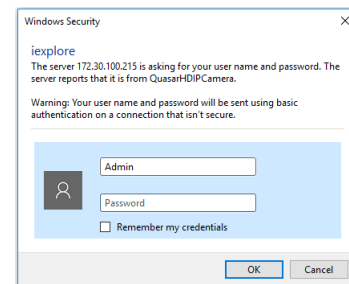 Windows Security
iexplore
The server 172.30.100.215 is asking for your user name and password. The
server reports that it is from QuasarHDIPCamera.
Warning: Your user name and password will be sent using basic
authentication on a connection that isn't secure.
Admin
Password
Remember my credentials
OK Cancel